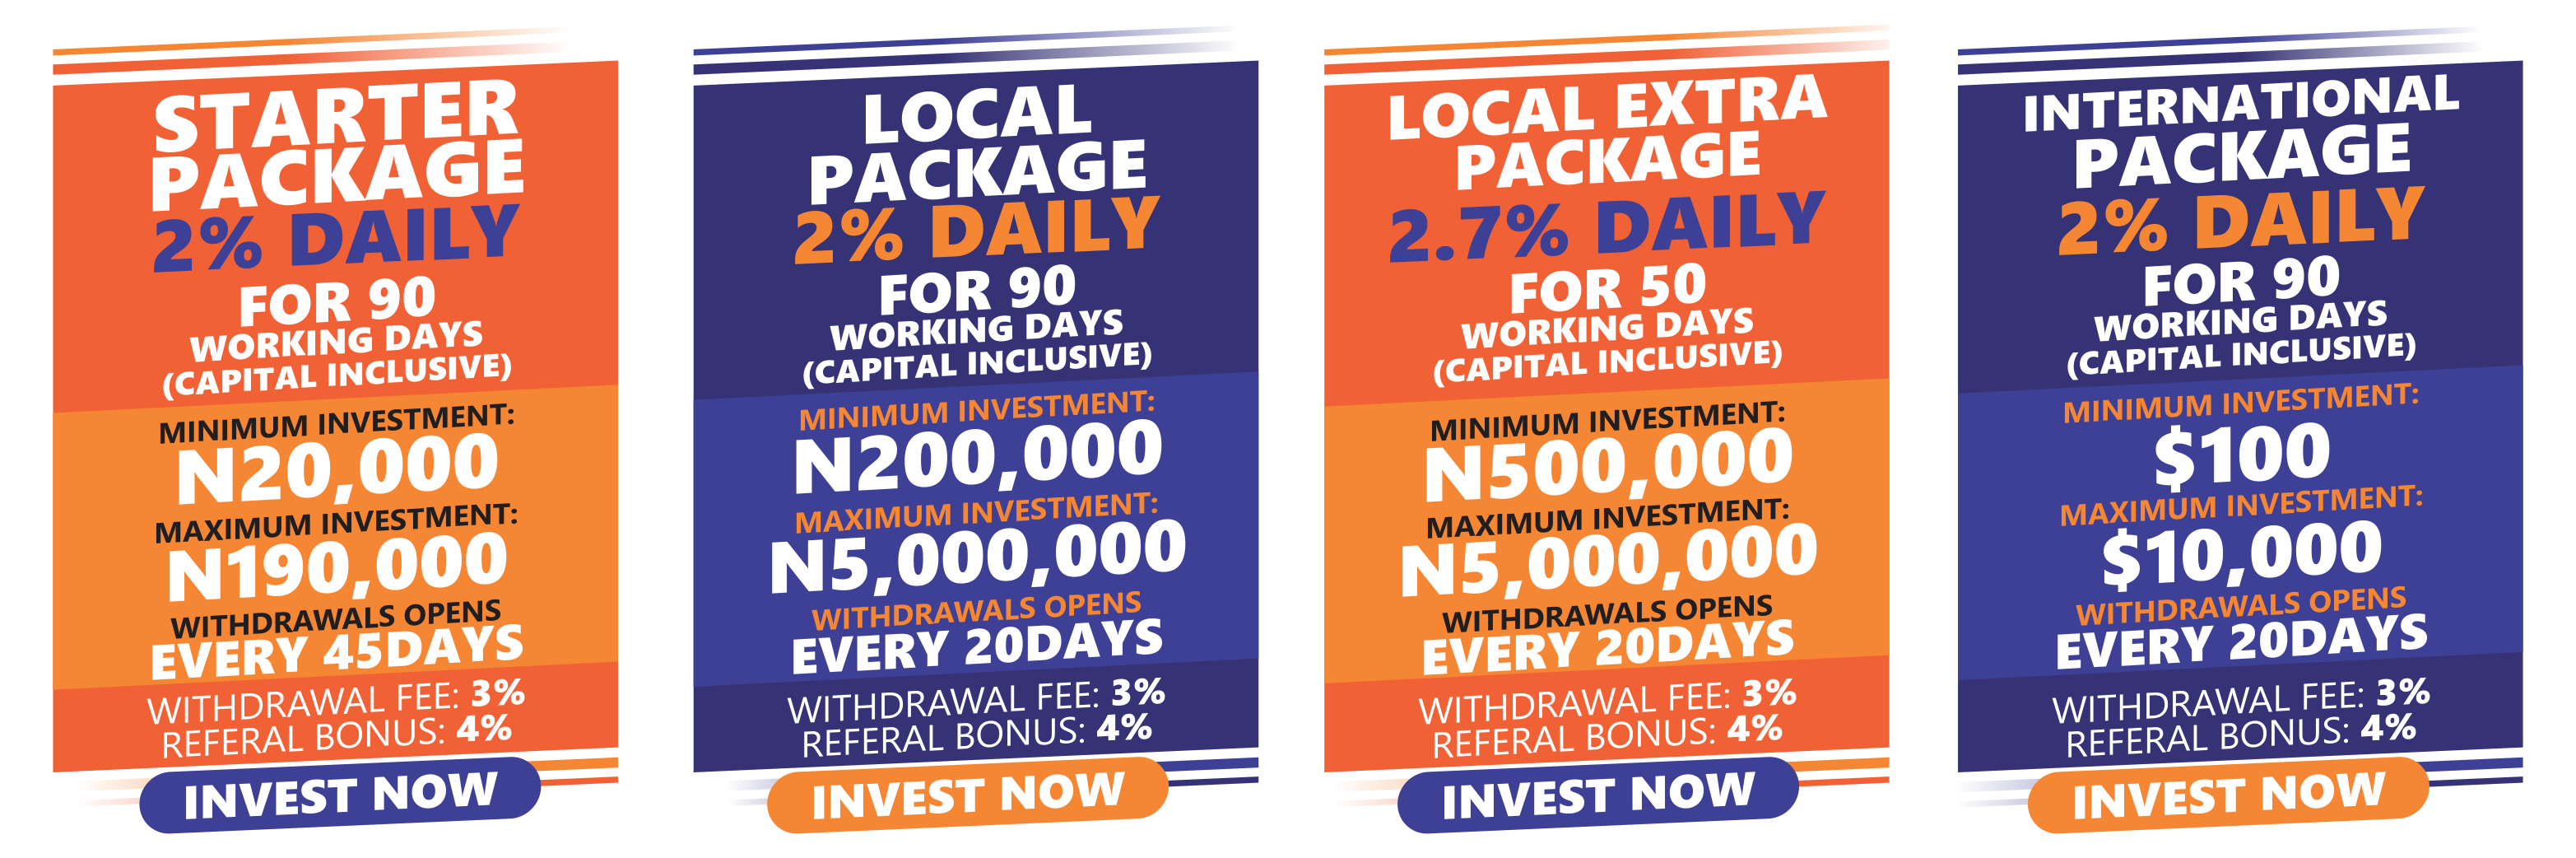 STARTER
PACKAGE
2% DAILY
FOR 90
WORKING DAYS
(CAPITAL INCLUSIVE)
MINIMUM INVESTMENT:
N20,000
MAXIMUM INVESTMENT:
N190,000
WITHDRAWALS OPENS
EVERY 45DAYS
WITHDRAWAL FEE: 3%
REFERAL BONUS: 4%
INVEST NOW
LOCAL
PACKAGE
2% DAILY
FOR 90
WORKING DAYS
(CAPITAL INCLUSIVE)
MINIMUM INVESTMENT:
N200,000
MAXIMUM INVESTMENT:
N5,000,000
WITHDRAWALS OPENS
EVERY 20DAYS
WITHDRAWAL FEE: 3%
REFERAL BONUS: 4%
INVEST NOW
LOCAL EXTRA
PACKAGE
2.7% DAILY
FOR 50
WORKING DAYS
(CAPITAL INCLUSIVE)
MINIMUM INVESTMENT:
N500,000
MAXIMUM INVESTMENT:
N5,000,000
WITHDRAWALS OPENS
EVERY 20DAYS
WITHDRAWAL FEE: 3%
REFERAL BONUS: 4%
INVEST NOW
INTERNATIONAL
PACKAGE
2% DAILY
FOR 90
WORKING DAYS
(CAPITAL INCLUSIVE)
MINIMUM INVESTMENT:
$100
MAXIMUM INVESTMENT:
$10,000
WITHDRAWALS OPENS
EVERY 20DAYS
WITHDRAWAL FEE: 3%
REFERAL BONUS: 4%
INVEST NOW